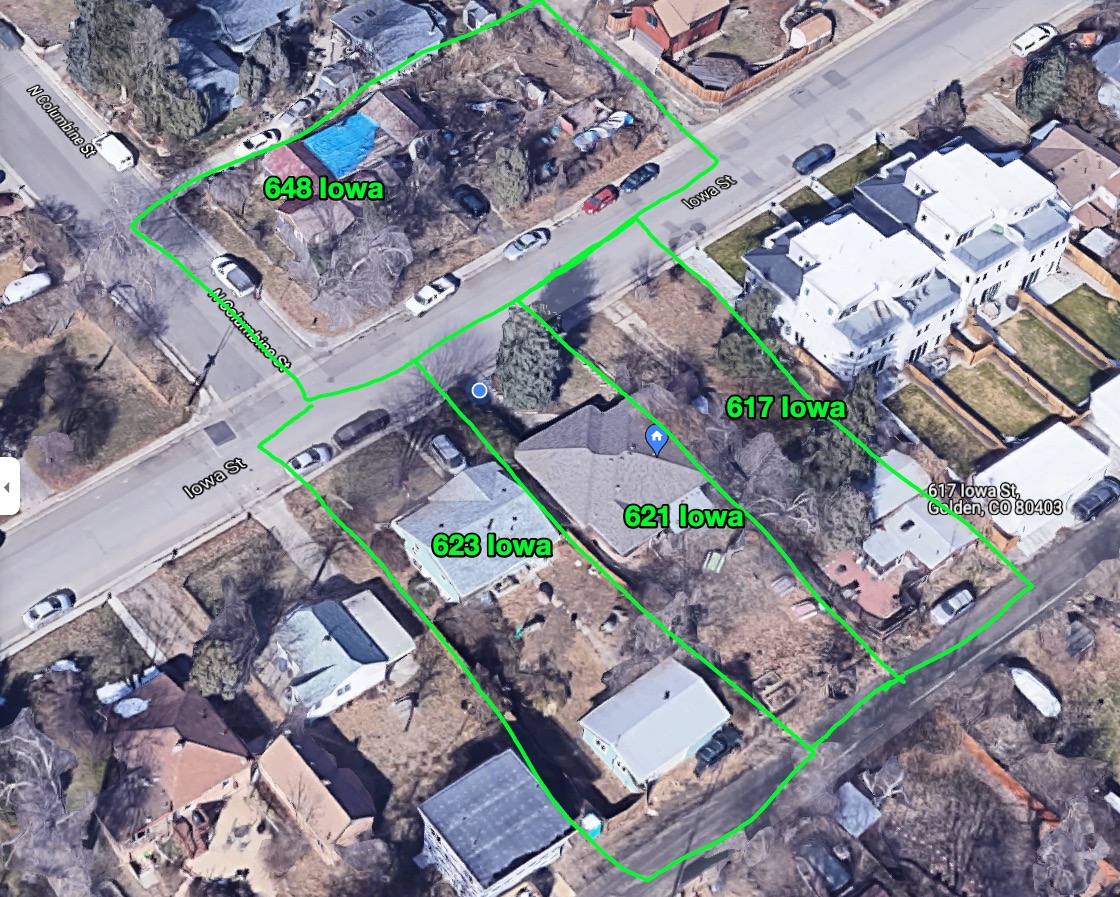 N Columbine St
648 Iowa
Iowa St
N Columbine St
617 Iowa
617 Iowa St,
Golden, CO 80403
Iowa St
621 Iowa
623 Iowa